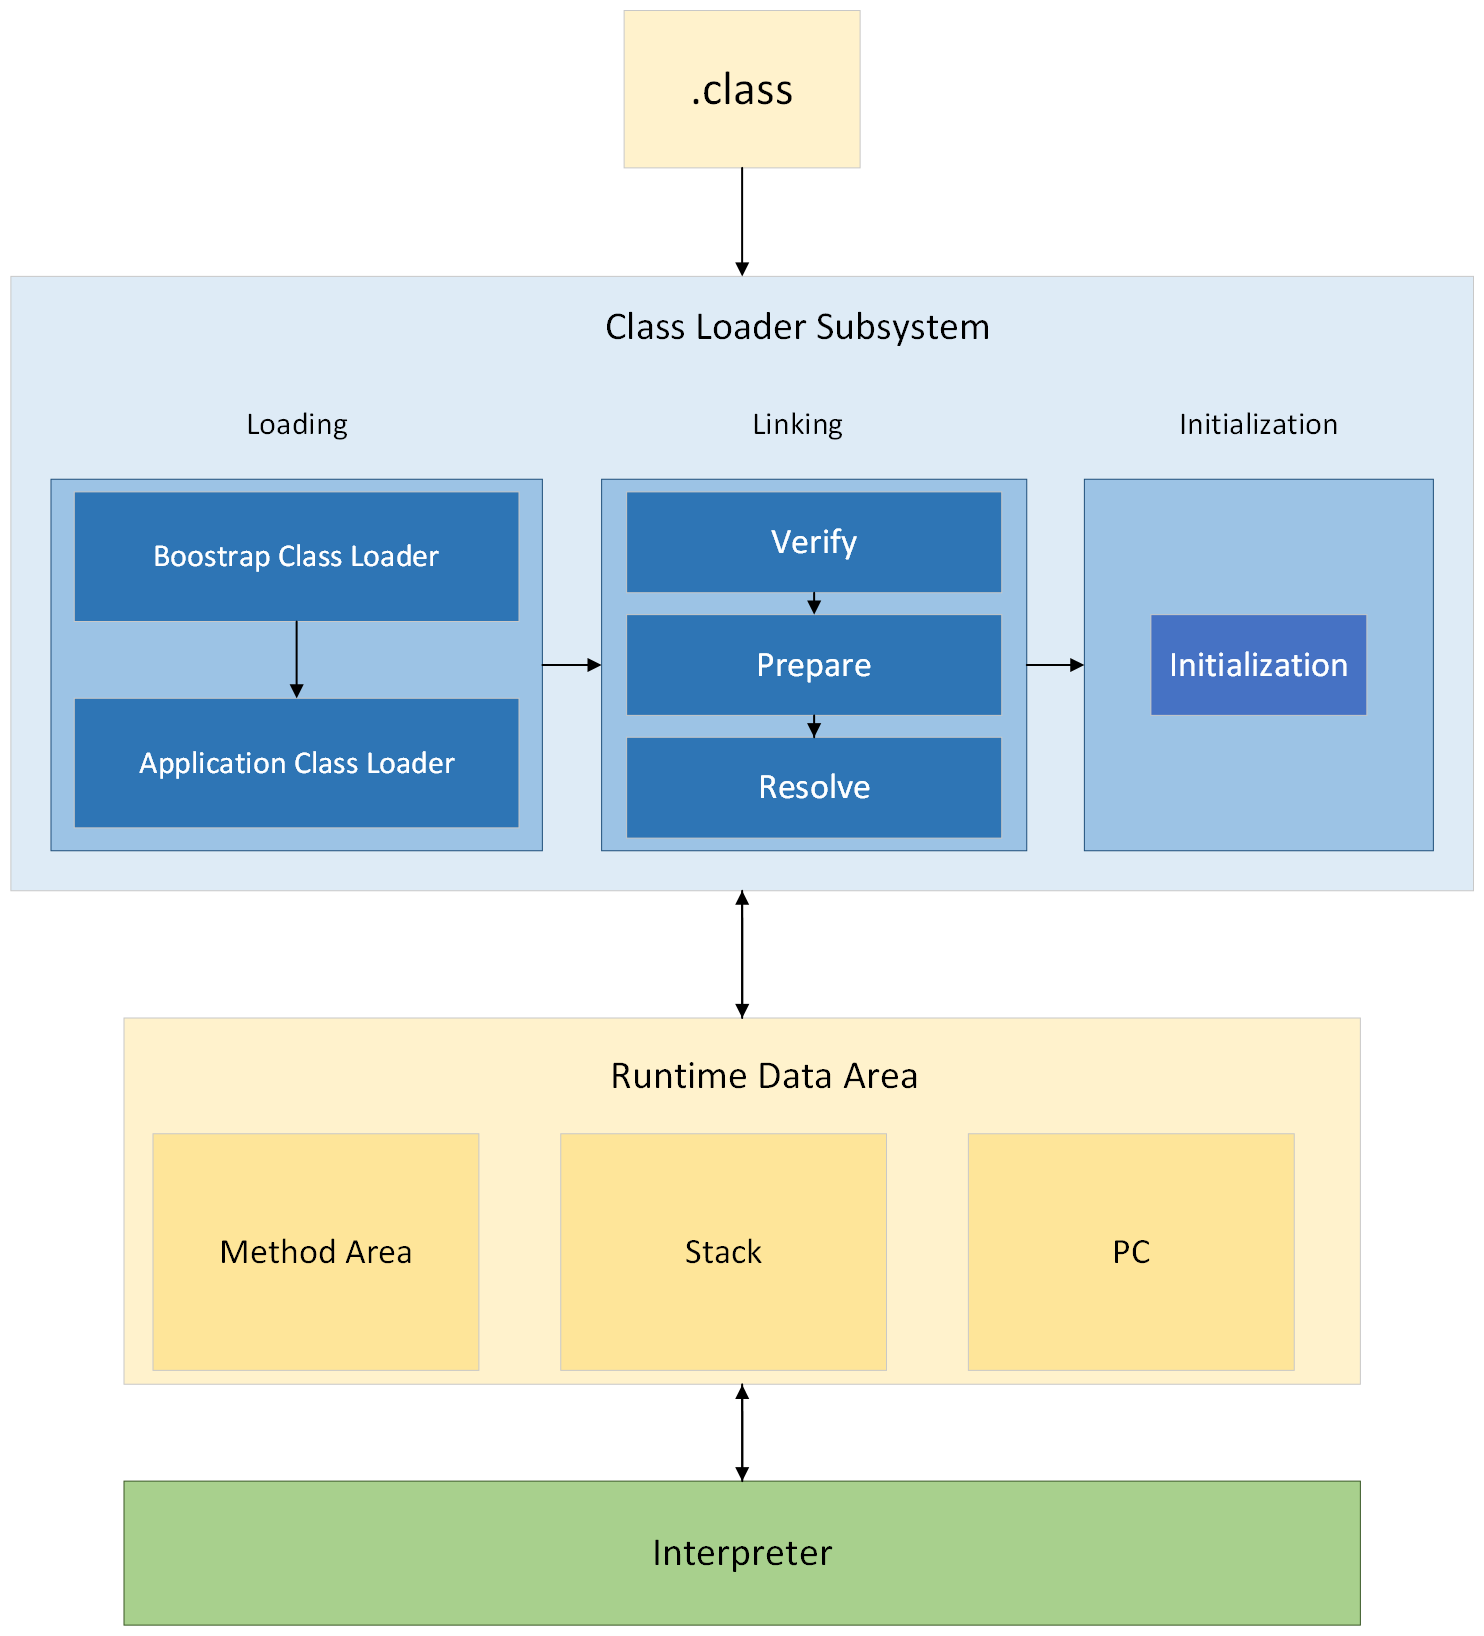 .class
Class Loader Subsystem
Loading
Linking
Initialization
Boostrap Class Loader
Application Class Loader
Verify
Prepare
Resolve
Initialization
Runtime Data Area
Method Area
Stack
PC
Interpreter